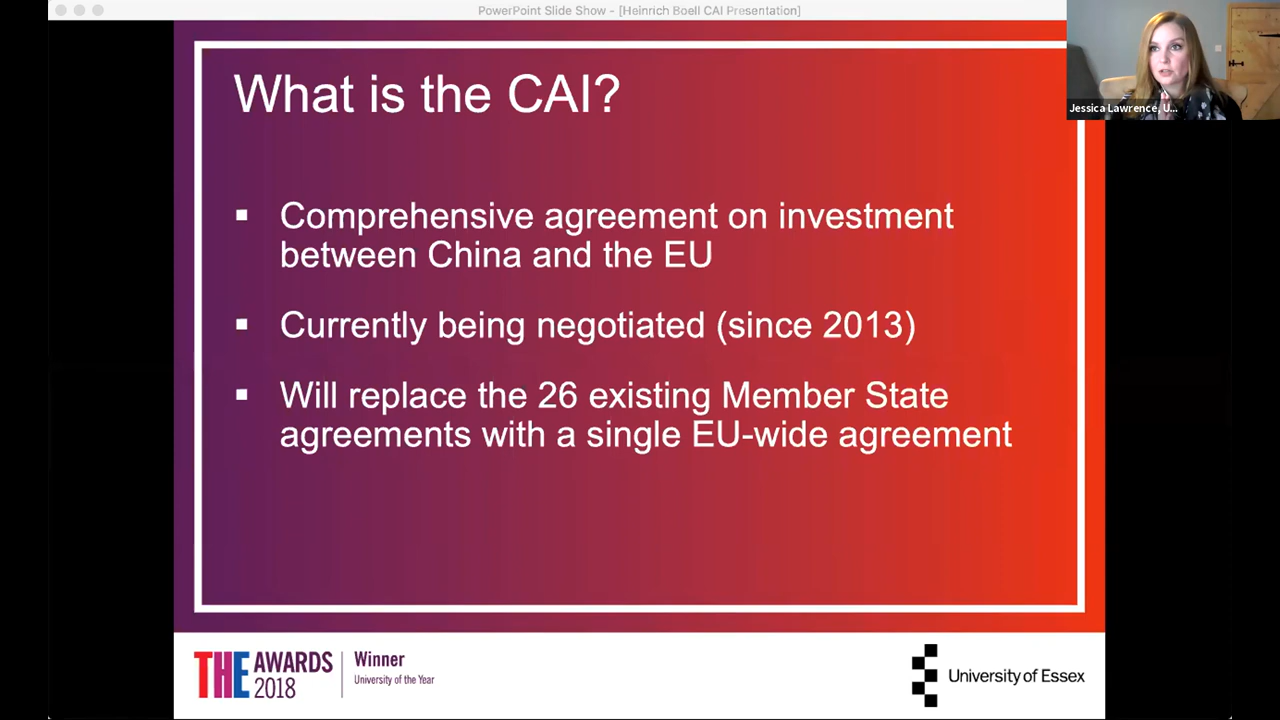 PowerPoint Slide Show - [Heinrich Boell CAI Presentation]
Jessica Lawrence, U...
What is the CAI?
▪ Comprehensive agreement on investment
between China and the EU
▪ Currently being negotiated (since 2013)
▪ Will replace the 26 existing Member State
agreements with a single EU-wide agreement
THE AWARDS
2018
Winner
University of the Year
University of Essex